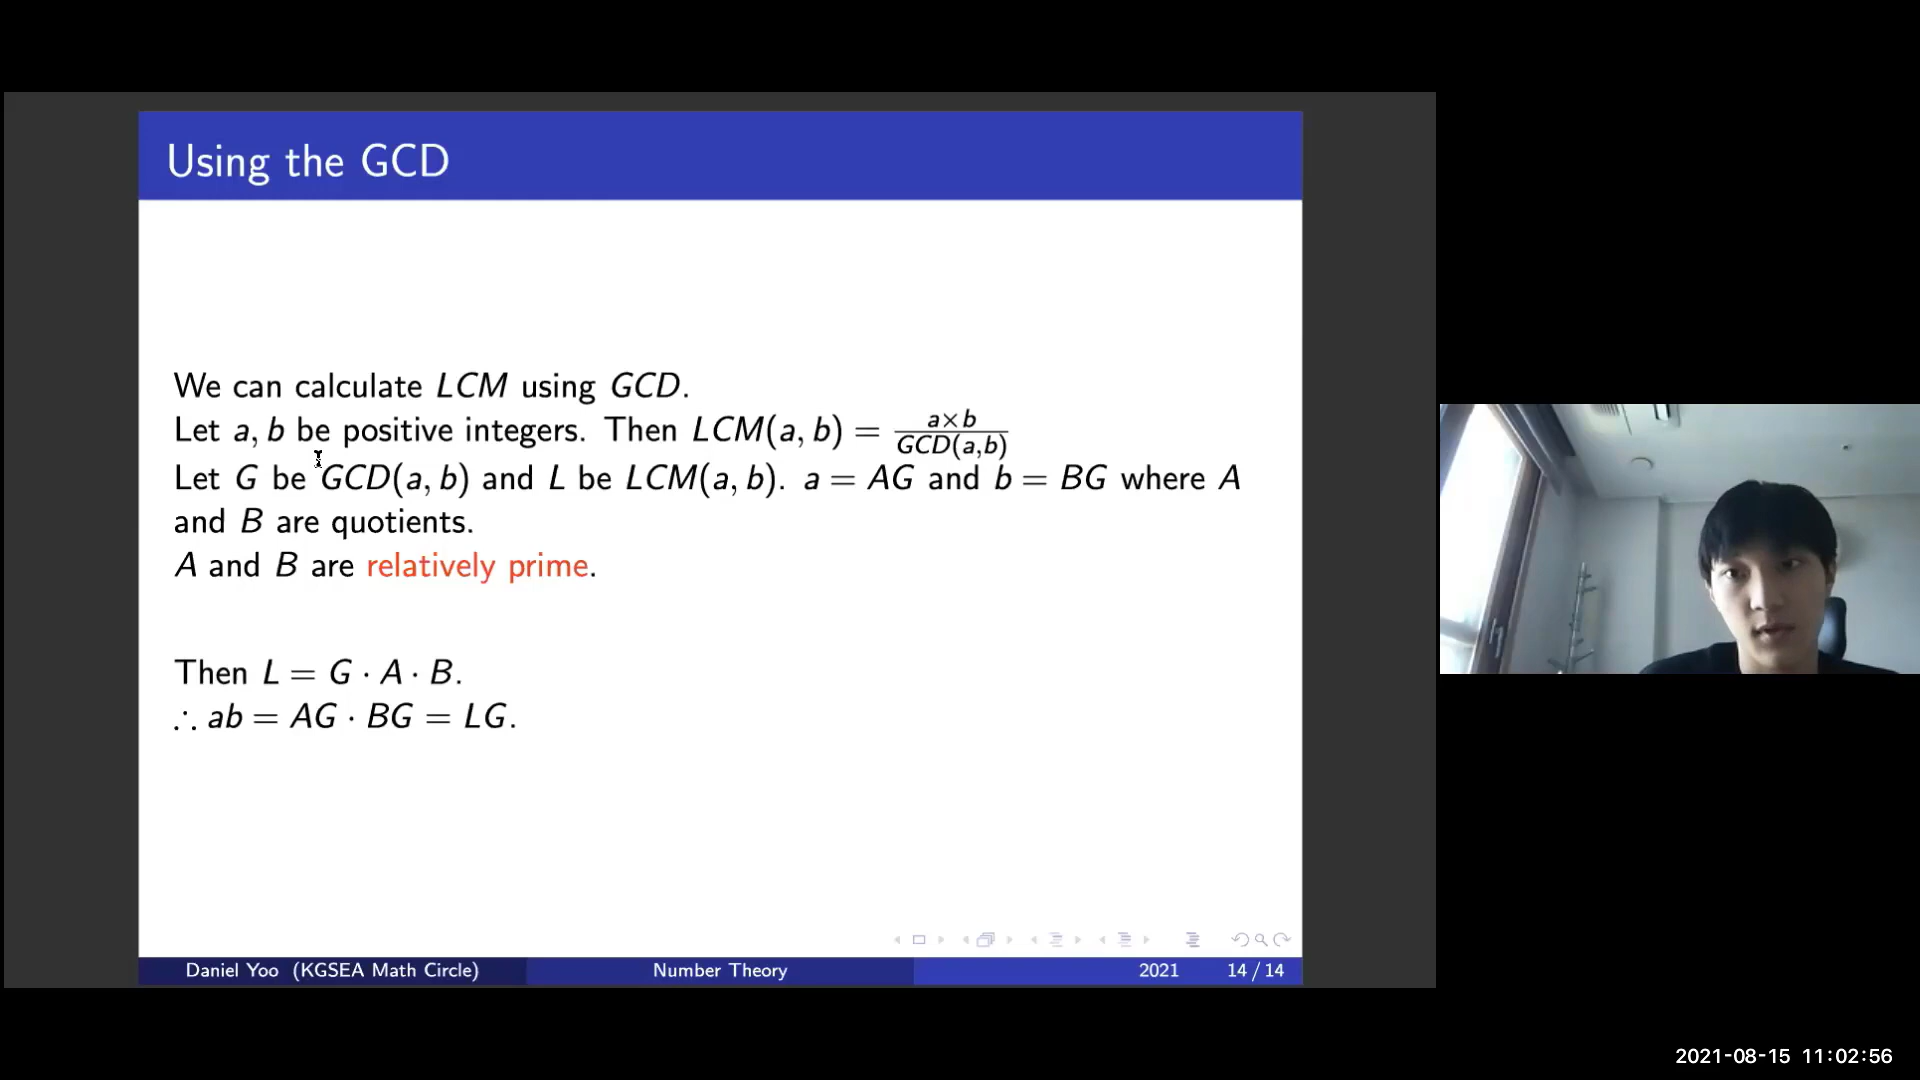 Using the GCD
We can calculate LCM using GCD.
Let a, b be positive integers. Then LCM(a, b) = \frac{a×b}{GCD(a,b)}
Let G be GCD(a, b) and L be LCM(a, b). a = AG and b = BG where A
and B are quotients.
A and B are relatively prime.
Then L = G · A · B.
∴ ab = AG · BG = LG.
Daniel Yoo (KGSEA Math Circle) Number Theory 2021 14 / 14
2021-08-15 11:02:56